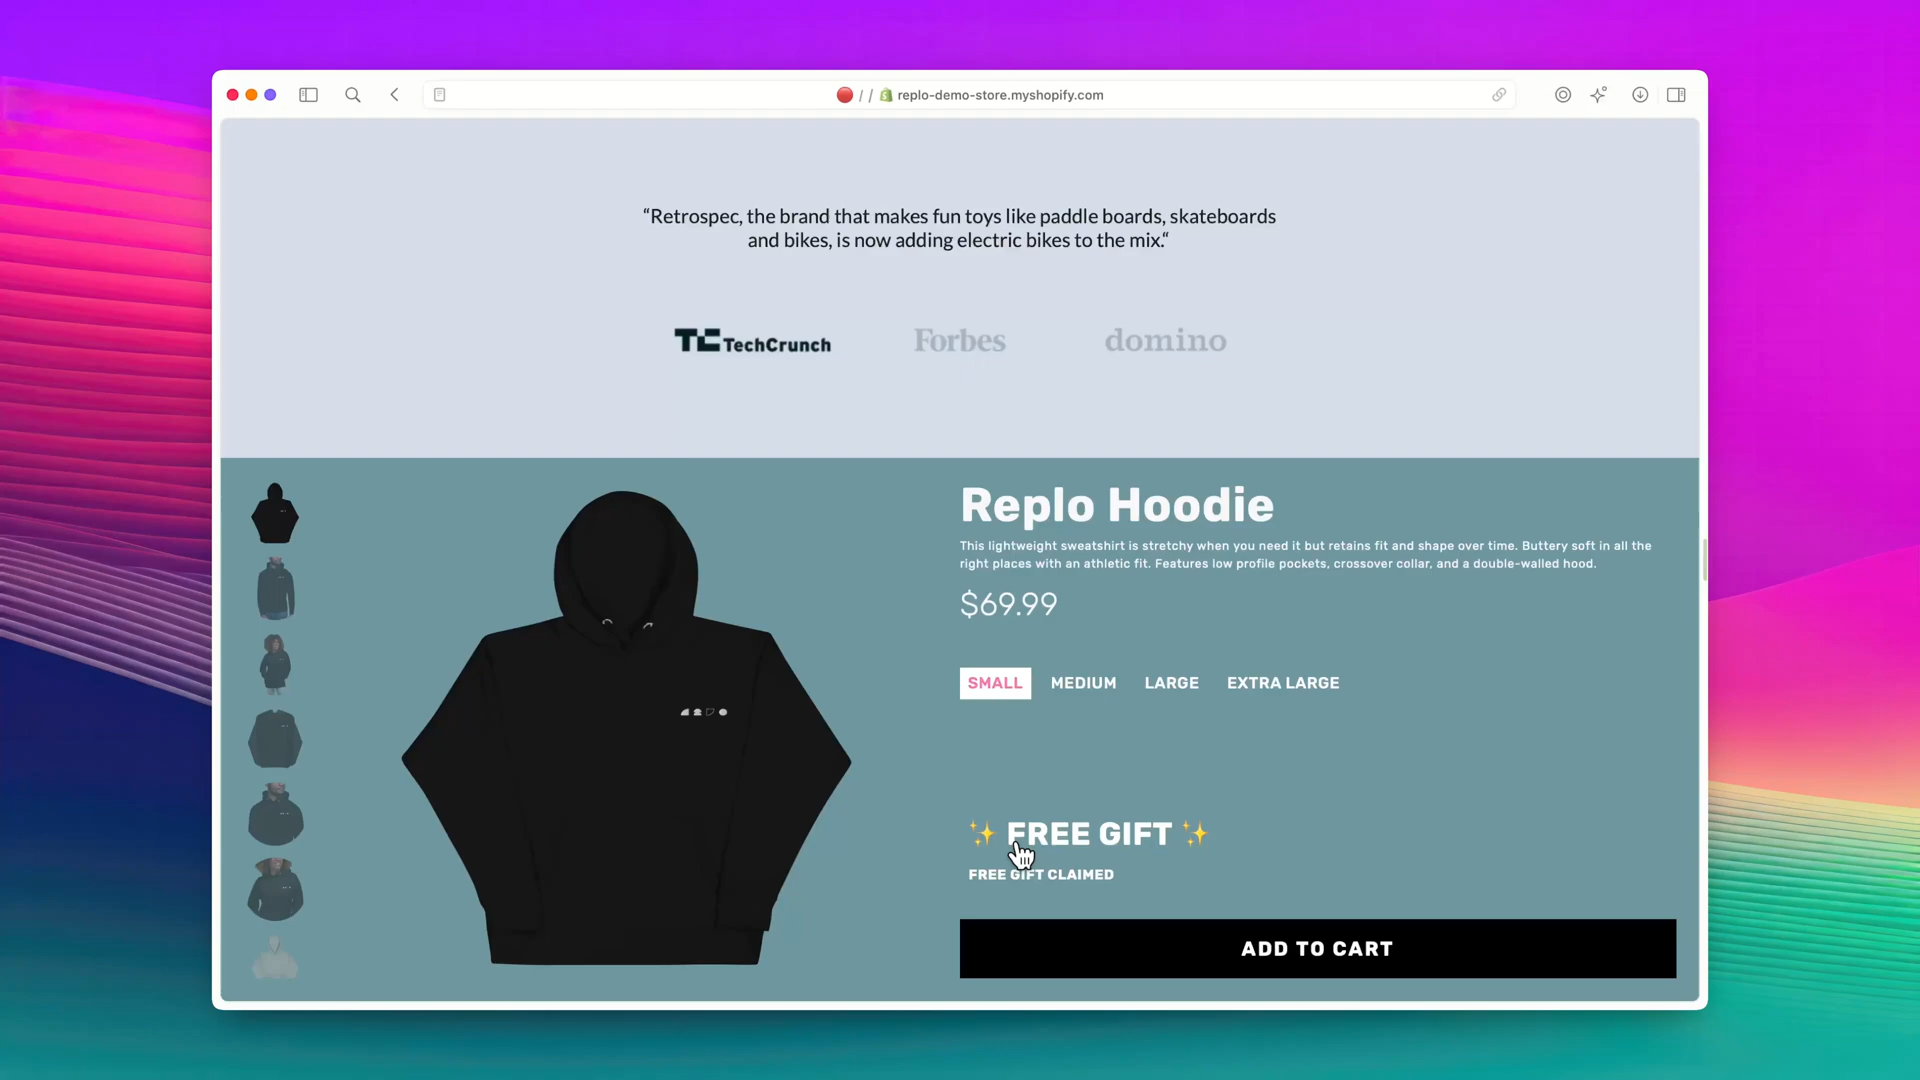 replo-demo-store.myshopify.com
“Retrospec, the brand that makes fun toys like paddle boards, skateboards
and bikes, is now adding electric bikes to the mix.“
TC TechCrunch
Forbes
domino
Replo Hoodie
This lightweight sweatshirt is stretchy when you need it but retains fit and shape over time. Buttery soft in all the
right places with an athletic fit. Features low profile pockets, crossover collar, and a double-walled hood.
$69.99
SMALL MEDIUM LARGE EXTRA LARGE
✨ FREE GIFT ✨
FREE GIFT CLAIMED
ADD TO CART